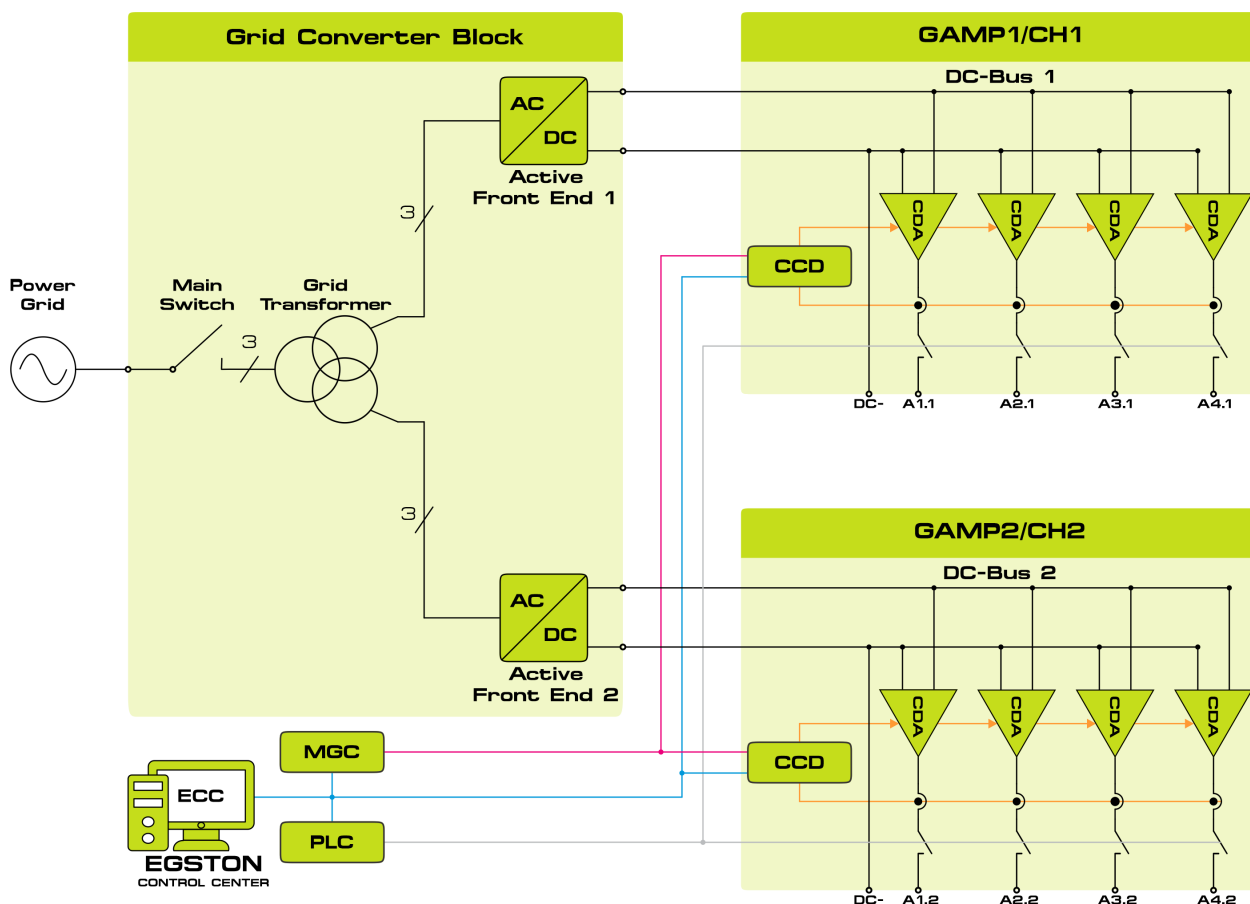 Grid Converter Block
GAMP1/CH1
DC-Bus 1
AC
DC
Active
Front End 1
3
CDA
CDA
CDA
CDA
CCD
Power
Grid
Main
Switch
Grid
Transformer
3
DC-
A1.1
A2.1
A3.1
A4.1
3
GAMP2/CH2
DC-Bus 2
AC
DC
Active
Front End 2
CDA
CDA
CDA
CDA
MGC
CCD
ECC
PLC
EGSTON
CONTROL CENTER
DC-
A1.2
A2.2
A3.2
A4.2